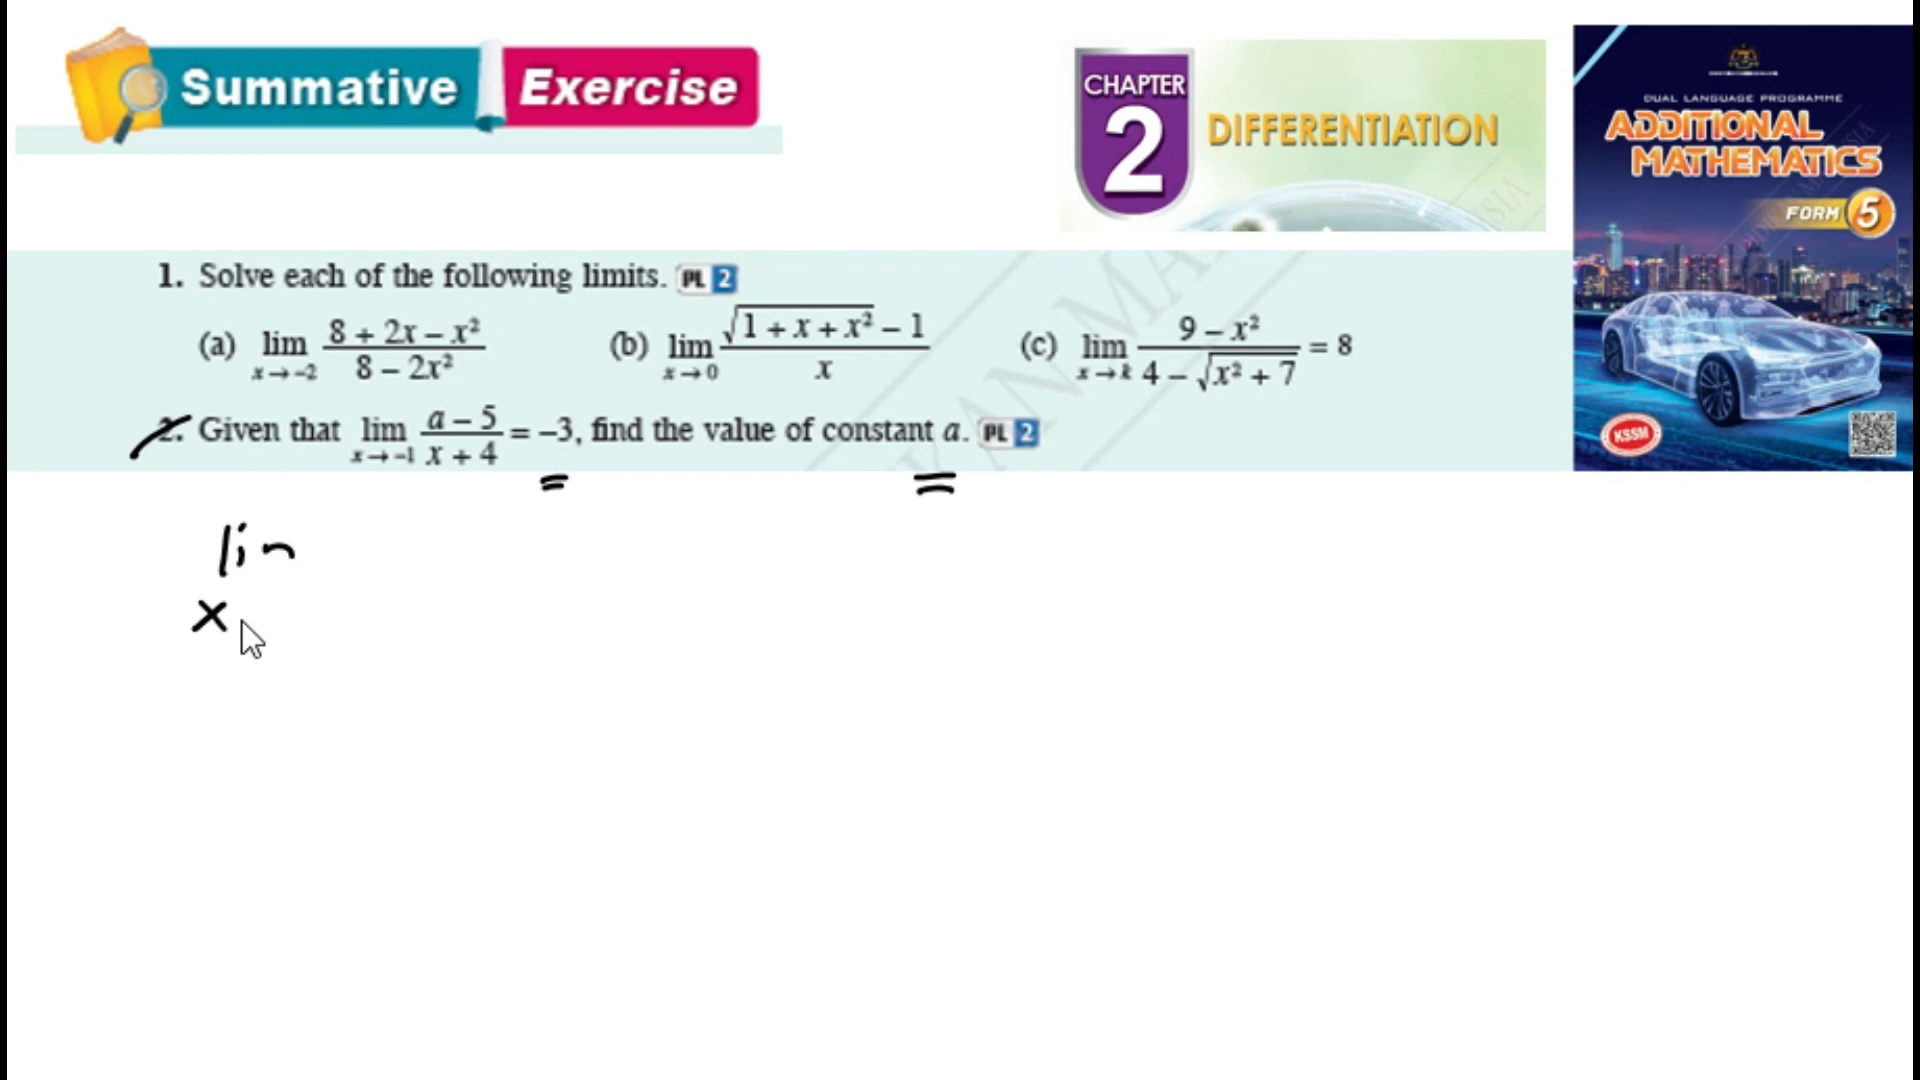 Summative Exercise
CHAPTER
2
DIFFERENTIATION
DUAL LANGUAGE PROGRAMME
ADDITIONAL
MATHEMATICS
FORM 5
KSSM
1. Solve each of the following limits. PL 2
(a) lim x→−2 (8 + 2x − x²)/(8 − 2x²)
(b) lim x→0 (√(1 + x + x²) − 1)/x
(c) lim x→k (9 − x²)/(4 − √(x² + 7)) = 8
2. Given that lim x→−1 (a − 5)/(x + 4) = −3, find the value of constant a. PL 2
lim
x